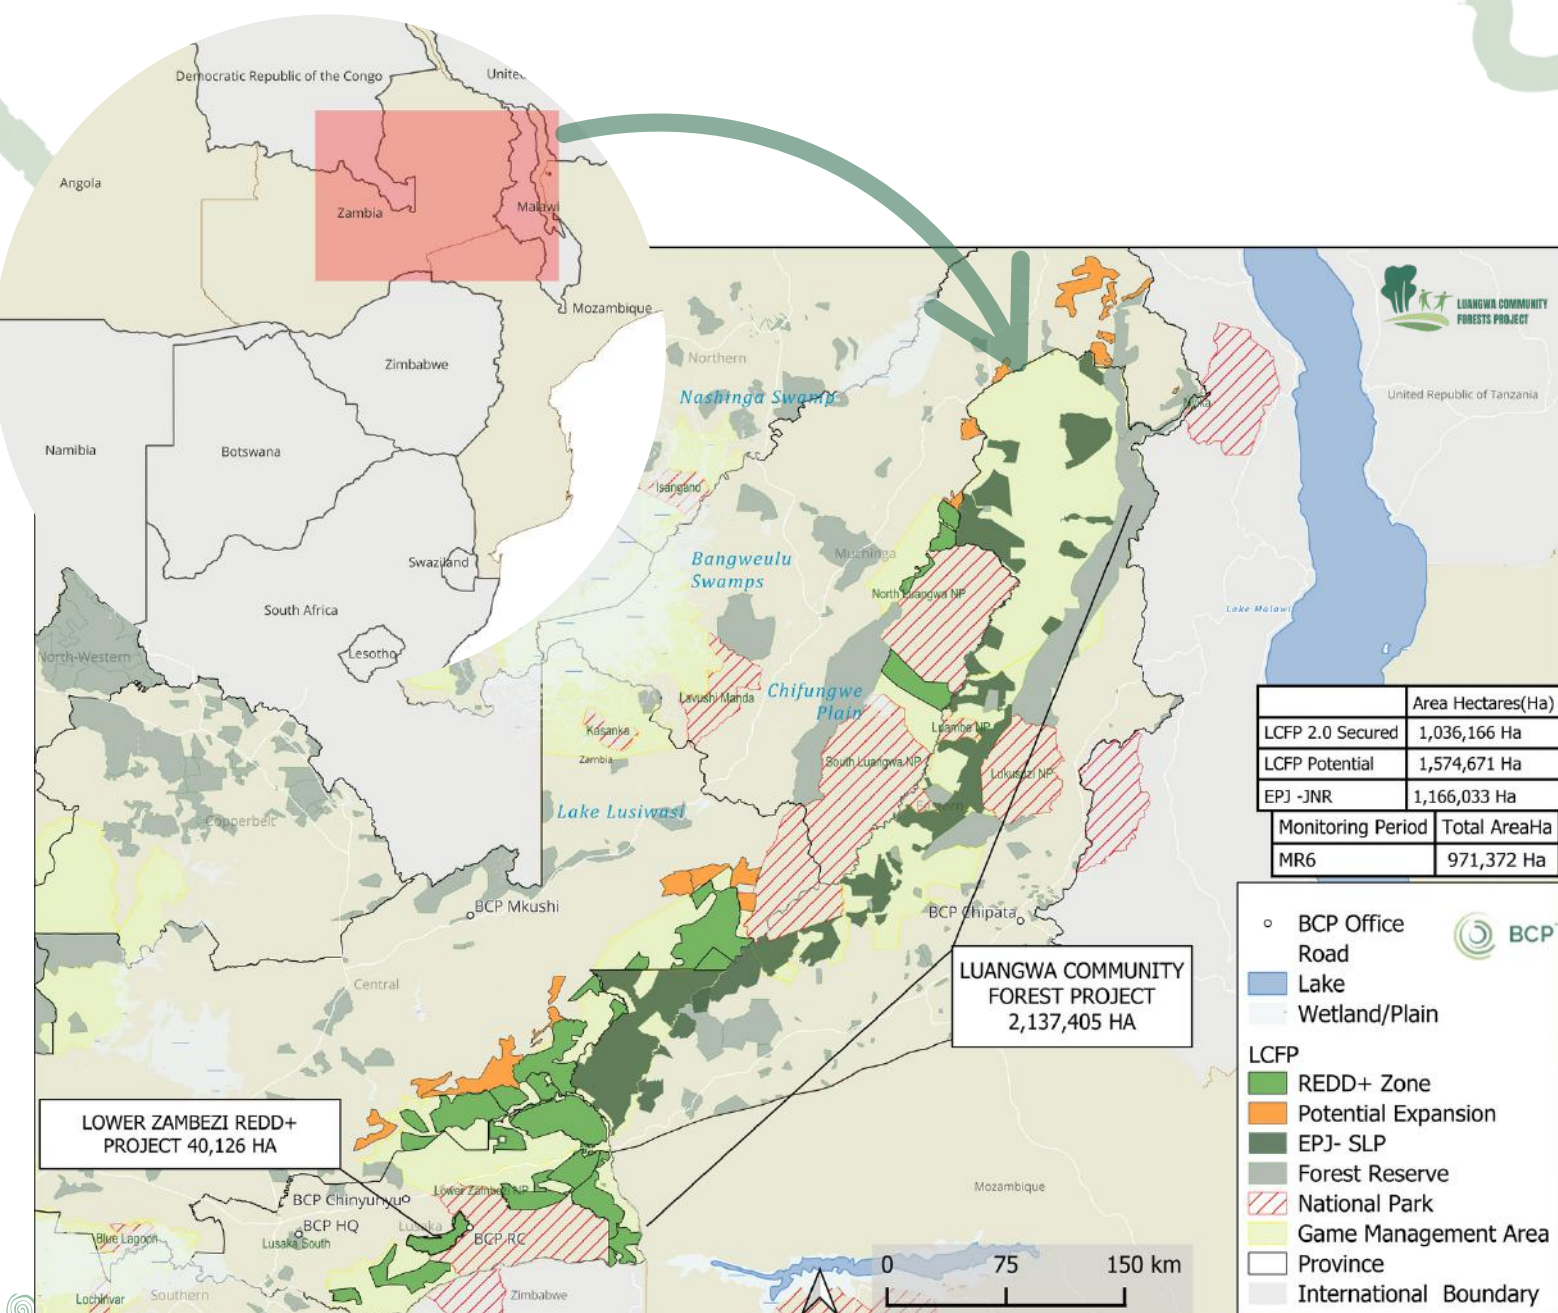 Democratic Republic of the Congo
Angola
Zambia
Malawi
Mozambique
Zimbabwe
Namibia
Botswana
Swaziland
South Africa
Lesotho
LUANGWA COMMUNITY
FORESTS PROJECT
Northern
Nashinga Swamp
United Republic of Tanzania
Isangano
Bangweulu
Swamps
Muchinga
North Luangwa NP
Lake Malawi
North-Western
Lavushi Manda
Chifungwe
Plain
Kasanka
Zambia
Luambe NP
South Luangwa NP
Lukusuzi NP
Eastern
Lake Lusiwasi
Copperbelt
Area Hectares(Ha)
LCFP 2.0 Secured 1,036,166 Ha
LCFP Potential 1,574,671 Ha
EPJ -JNR 1,166,033 Ha
Monitoring Period Total AreaHa
MR6 971,372 Ha
BCP Mkushi
BCP Chipata
Central
LUANGWA COMMUNITY
FOREST PROJECT
2,137,405 HA
BCP Office
BCP
Road
Lake
Wetland/Plain
LCFP
REDD+ Zone
Potential Expansion
EPJ- SLP
Forest Reserve
National Park
Game Management Area
Province
International Boundary
LOWER ZAMBEZI REDD+
PROJECT 40,126 HA
BCP Chinyunyu
Lower Zambezi NP
BCP HQ
Lusaka
BCP RC
Lusaka South
Blue Lagoon
Mozambique
Lochinvar
Southern
Zimbabwe
0 75 150 km